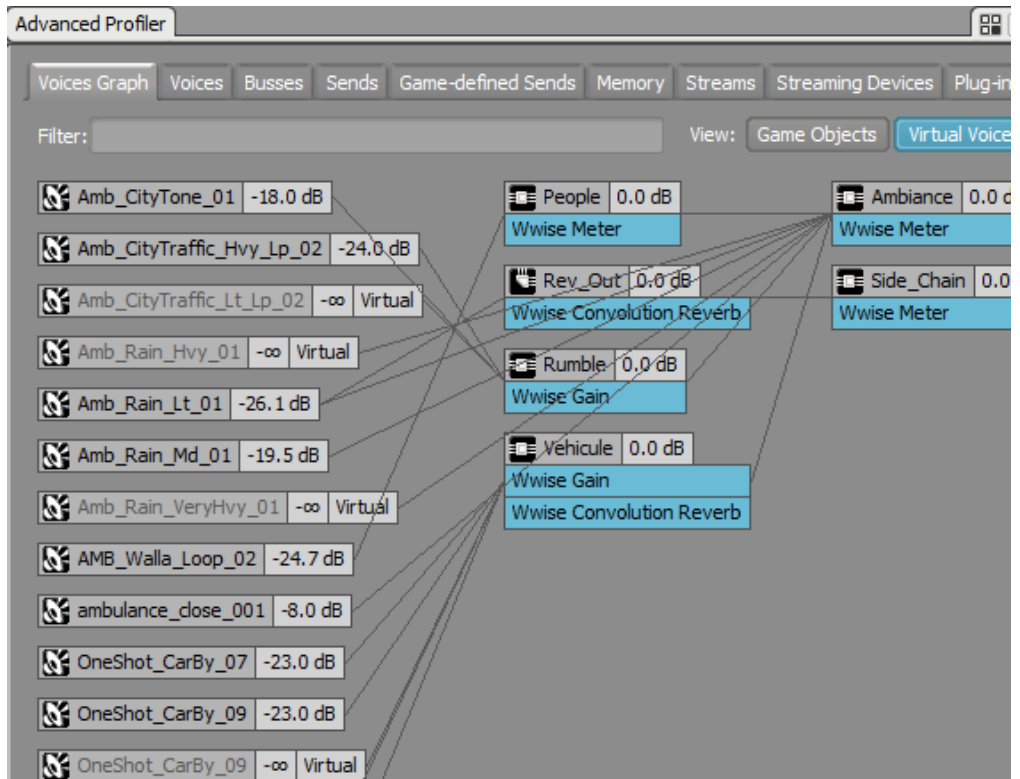 Advanced Profiler
Voices Graph Voices Busses Sends Game-defined Sends Memory Streams Streaming Devices Plug-in
Filter: View: Game Objects Virtual Voice
Amb_CityTone_01 -18.0 dB People 0.0 dB Ambiance 0.0 d
Wwise Meter Wwise Meter
Amb_CityTraffic_Hvy_Lp_02 -24.0 dB
Amb_CityTraffic_Lt_Lp_02 -∞ Virtual Rev_Out 0.0 dB Side_Chain 0.0
Wwise Convolution Reverb Wwise Meter
Amb_Rain_Hvy_01 -∞ Virtual Rumble 0.0 dB
Amb_Rain_Lt_01 -26.1 dB Wwise Gain
Amb_Rain_Md_01 -19.5 dB Vehicule 0.0 dB
Wwise Gain
Amb_Rain_VeryHvy_01 -∞ Virtual Wwise Convolution Reverb
AMB_Walla_Loop_02 -24.7 dB
ambulance_close_001 -8.0 dB
OneShot_CarBy_07 -23.0 dB
OneShot_CarBy_09 -23.0 dB
OneShot_CarBy_09 -∞ Virtual